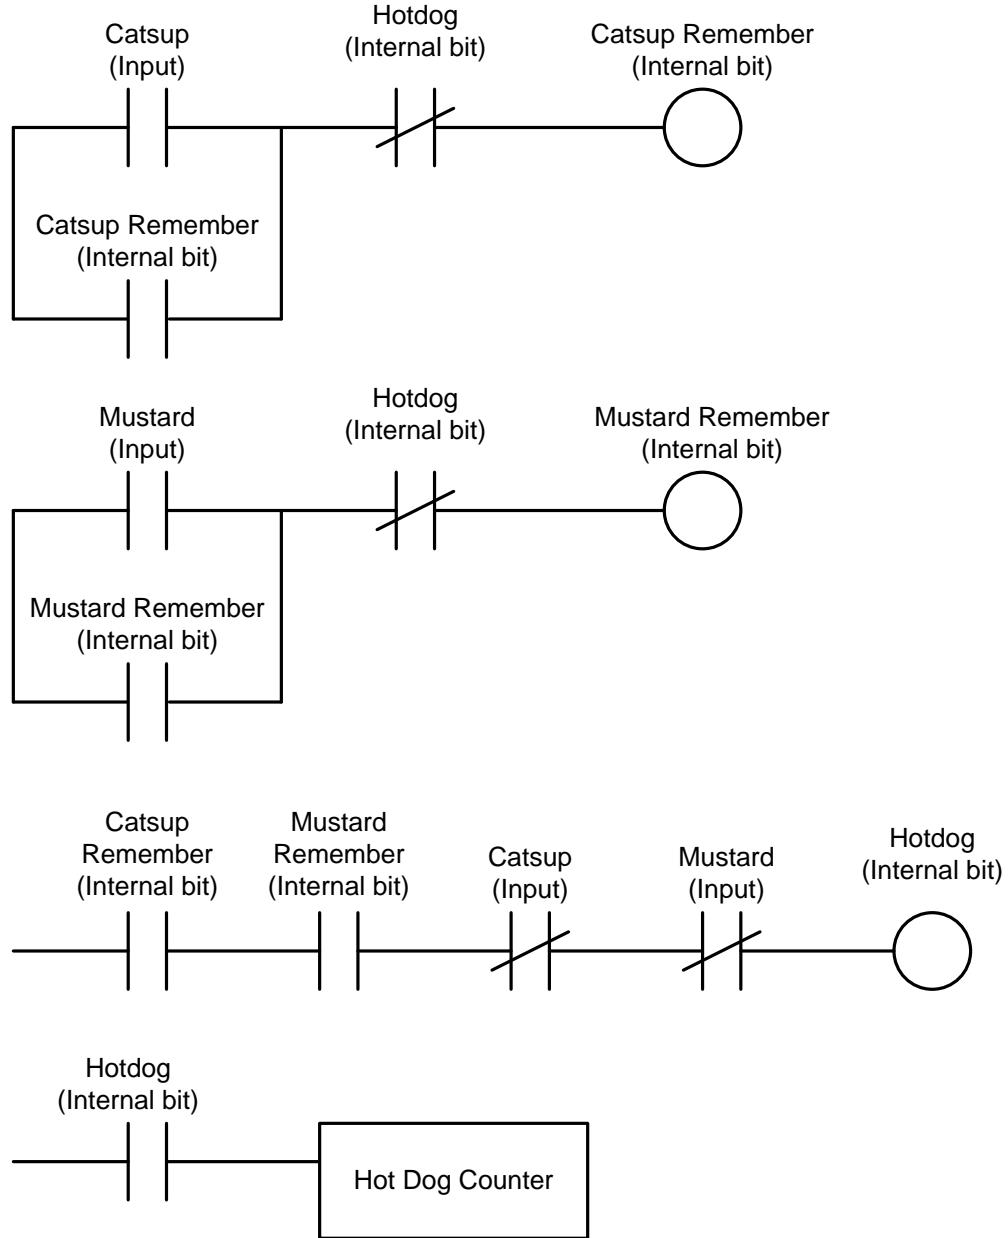 Catsup
(Input)
Hotdog
(Internal bit)
Catsup Remember
(Internal bit)
Catsup Remember
(Internal bit)
Mustard
(Input)
Hotdog
(Internal bit)
Mustard Remember
(Internal bit)
Mustard Remember
(Internal bit)
Catsup
Remember
(Internal bit)
Mustard
Remember
(Internal bit)
Catsup
(Input)
Mustard
(Input)
Hotdog
(Internal bit)
Hotdog
(Internal bit)
Hot Dog Counter